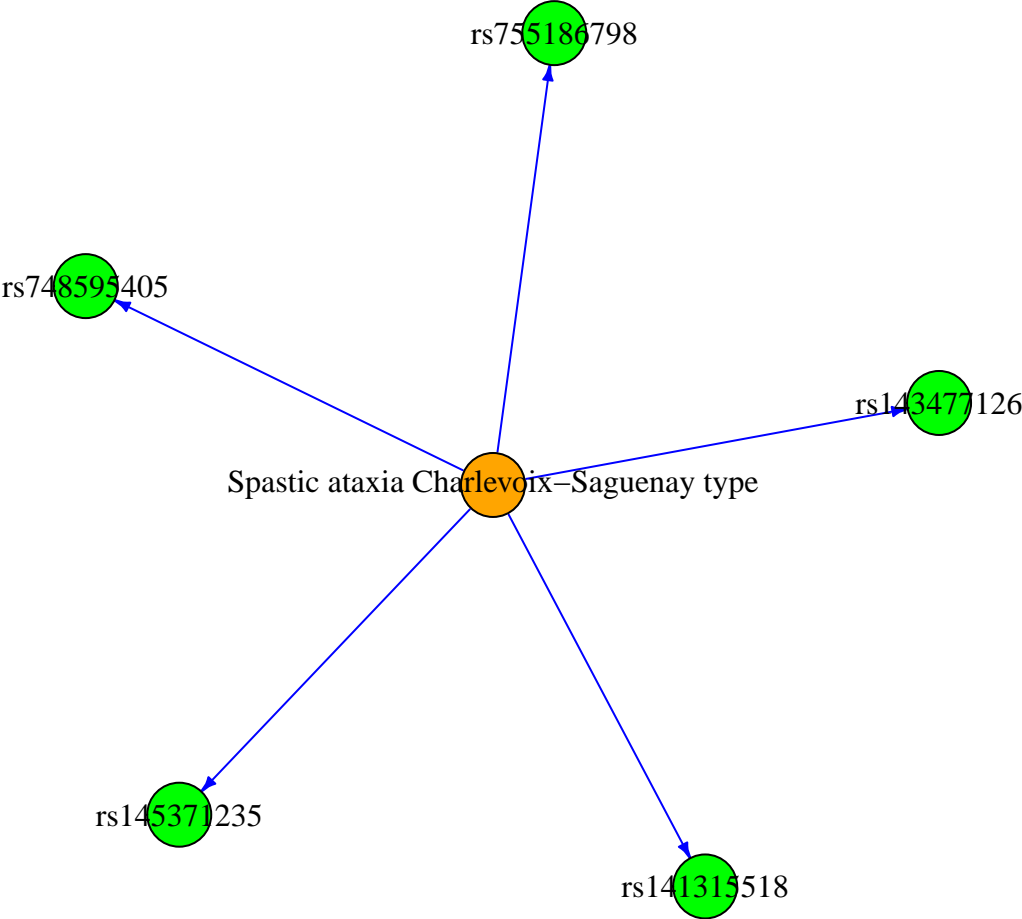 rs755186798
rs748595405
rs143477126
Spastic ataxia Charlevoix−Saguenay type
rs145371235
rs141315518